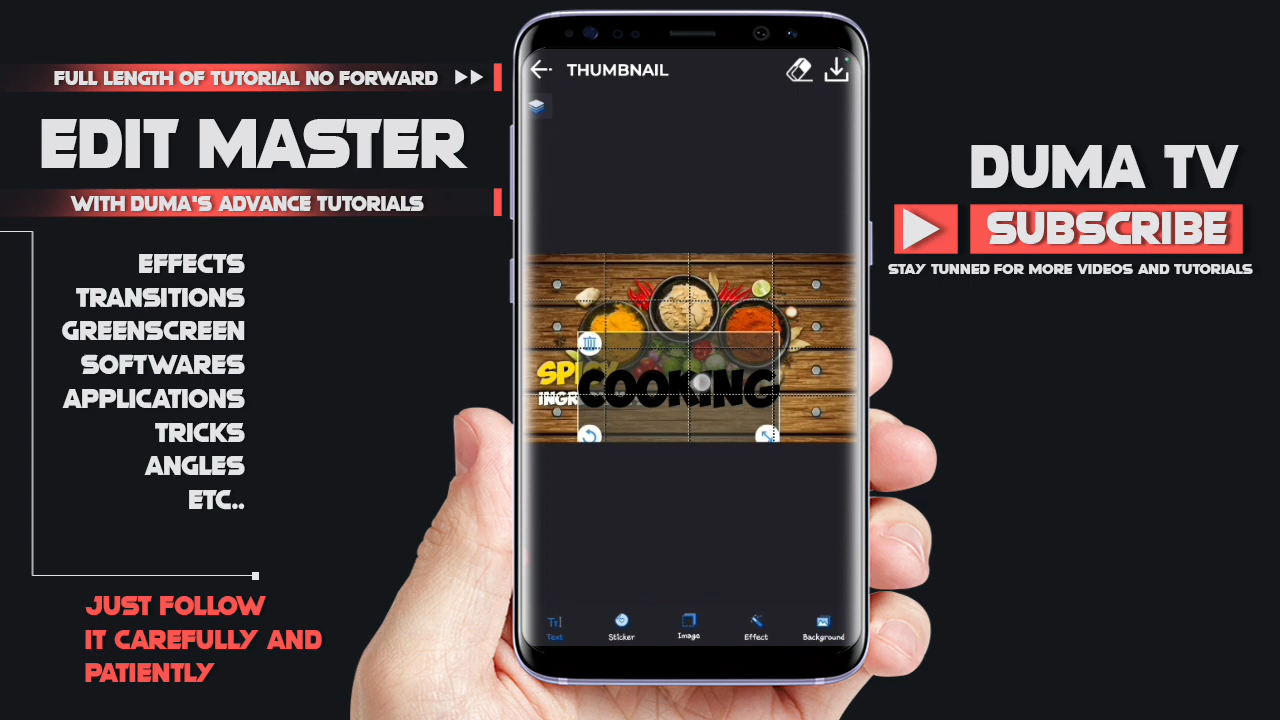 FULL LENGTH OF TUTORIAL NO FORWARD
EDIT MASTER
WITH DUMA'S ADVANCE TUTORIALS
EFFECTS
TRANSITIONS
GREENSCREEN
SOFTWARES
APPLICATIONS
TRICKS
ANGLES
ETC..
JUST FOLLOW
IT CAREFULLY AND
PATIENTLY
THUMBNAIL
COOKING
Text
Sticker
Image
Effect
Background
DUMA TV
SUBSCRIBE
STAY TUNNED FOR MORE VIDEOS AND TUTORIALS